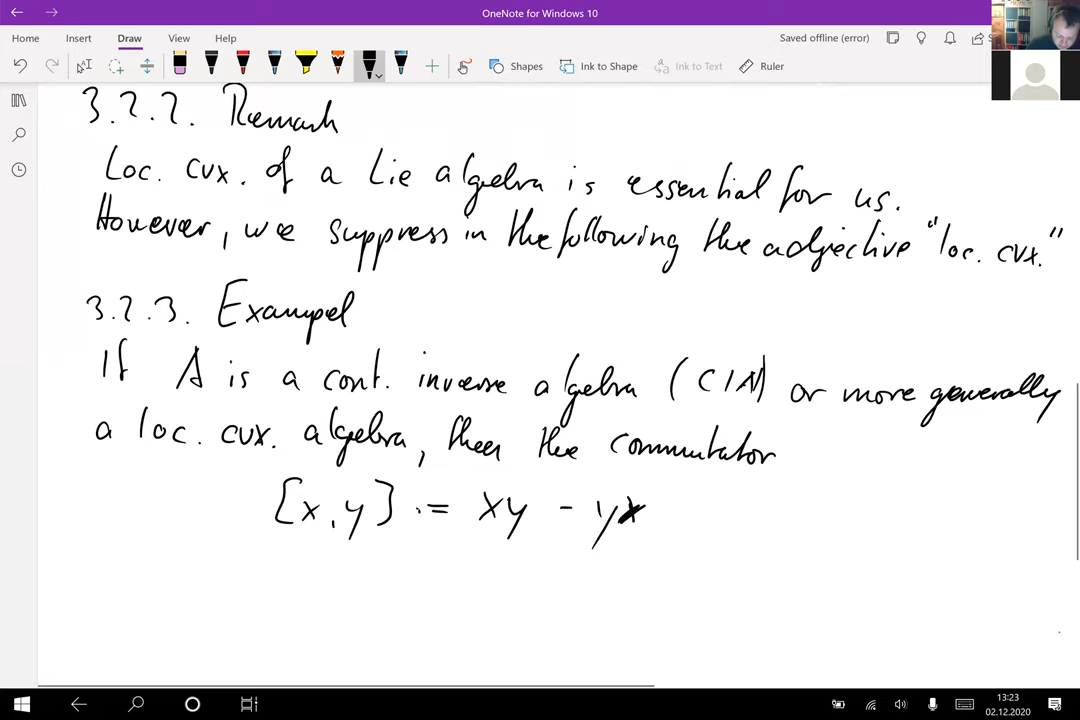 OneNote for Windows 10
Home Insert Draw View Help Saved offline (error)
Shapes Ink to Shape Ink to Text Ruler
3.2.2. Remark
Loc. cvx. of a Lie algebra is essential for us.
However, we suppress in the following the adjective "loc. cvx."
3.2.3. Exampel
If A is a cont. inverse algebra (CIA) or more generally
a loc. cvx. algebra, then the commutator
[x,y] := xy - yx
13:23
02.12.2020